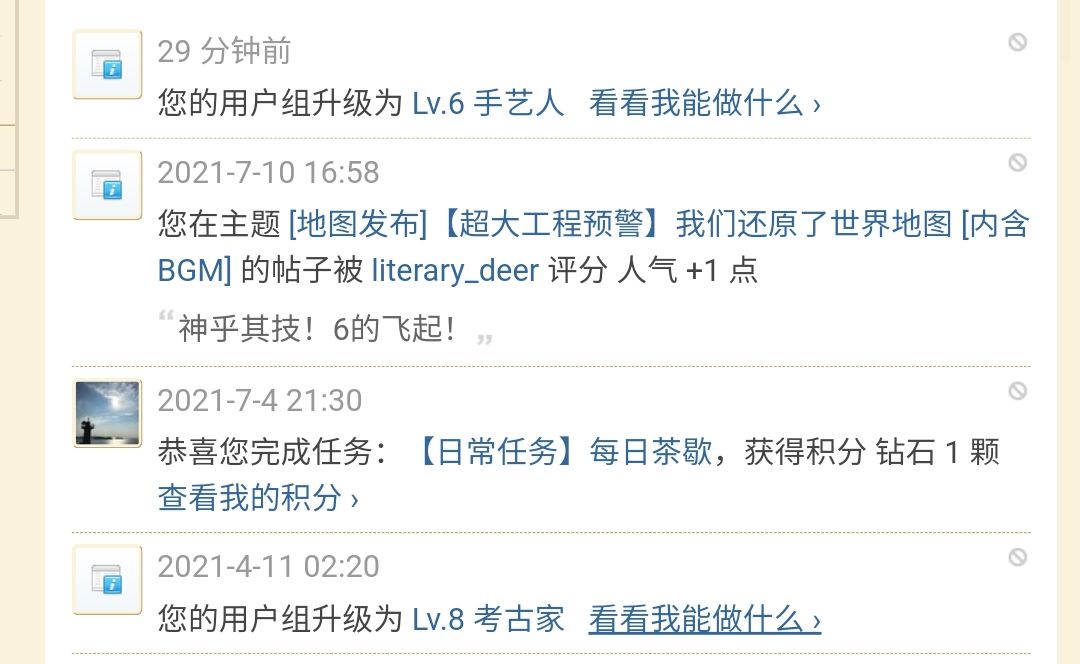 29 分钟前
您的用户组升级为 Lv.6 手艺人 看看我能做什么 ›
2021-7-10 16:58
您在主题 [地图发布]【超大工程预警】我们还原了世界地图 [内含
BGM] 的帖子被 literary_deer 评分 人气 +1 点
“神乎其技！6的飞起！„
2021-7-4 21:30
恭喜您完成任务：【日常任务】每日茶歇，获得积分 钻石 1 颗
查看我的积分 ›
2021-4-11 02:20
您的用户组升级为 Lv.8 考古家 看看我能做什么 ›